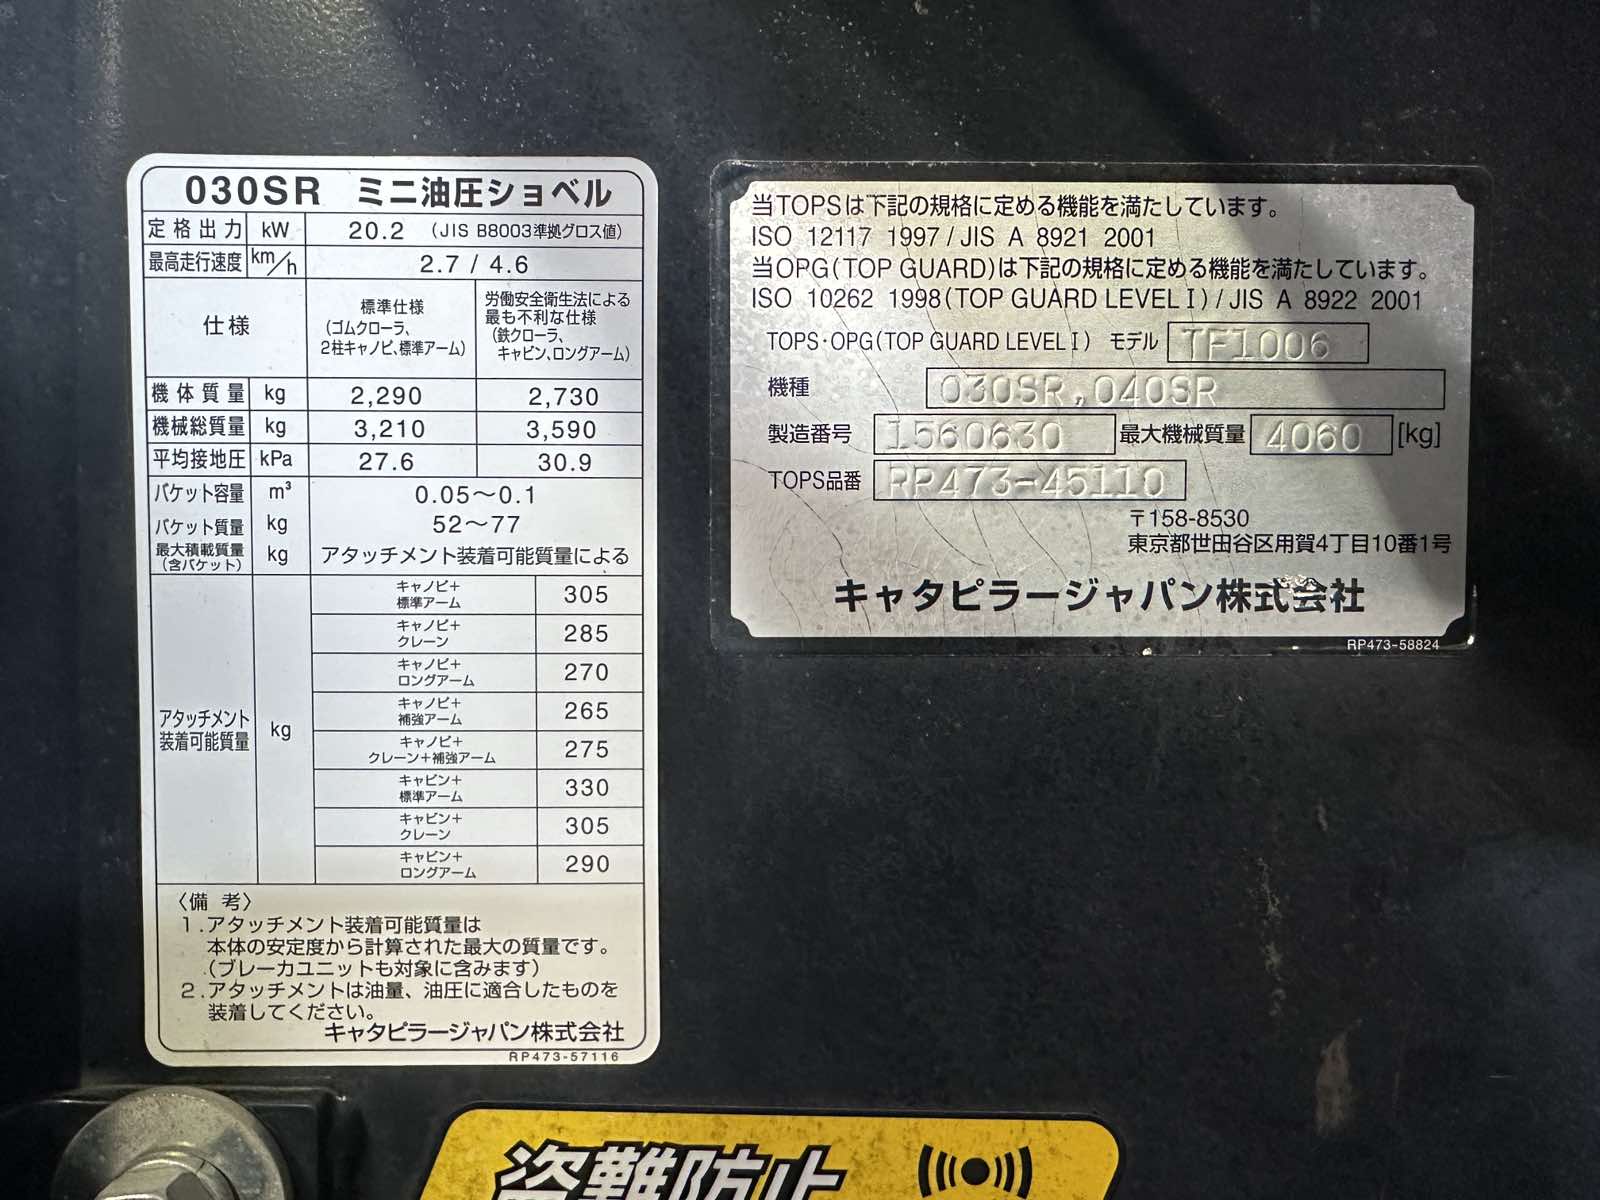 030SR ミニ油圧ショベル
定格出力 kW 20.2 (JIS B8003準拠グロス値)
最高走行速度 km/h 2.7 / 4.6
仕様
標準仕様
(ゴムクローラ、
2柱キャノピ、標準アーム)
労働安全衛生法による
最も不利な仕様
(鉄クローラ、
キャビン、ロングアーム)
機体質量 kg 2,290 2,730
機械総質量 kg 3,210 3,590
平均接地圧 kPa 27.6 30.9
バケット容量 m³ 0.05〜0.1
バケット質量 kg 52〜77
最大積載質量
(含バケット) kg アタッチメント装着可能質量による
アタッチメント
装着可能質量 kg
キャノピ+
標準アーム 305
キャノピ+
クレーン 285
キャノピ+
ロングアーム 270
キャノピ+
補強アーム 265
キャノピ+
クレーン+補強アーム 275
キャビン+
標準アーム 330
キャビン+
クレーン 305
キャビン+
ロングアーム 290
〈備 考〉
1.アタッチメント装着可能質量は
本体の安定度から計算された最大の質量です。
(ブレーカユニットも対象に含みます)
2.アタッチメントは油量、油圧に適合したものを
装着してください。
キャタピラージャパン株式会社
RP473-57116
当TOPSは下記の規格に定める機能を満たしています。
ISO 12117 1997/JIS A 8921 2001
当OPG(TOP GUARD)は下記の規格に定める機能を満たしています。
ISO 10262 1998(TOP GUARD LEVELⅠ)/JIS A 8922 2001
TOPS・OPG(TOP GUARD LEVELⅠ) モデル TF1006
機種 030SR,040SR
製造番号 1560630 最大機械質量 4060 [kg]
TOPS品番 RP473-45110
〒158-8530
東京都世田谷区用賀4丁目10番1号
キャタピラージャパン株式会社
RP473-58824
盗難防止